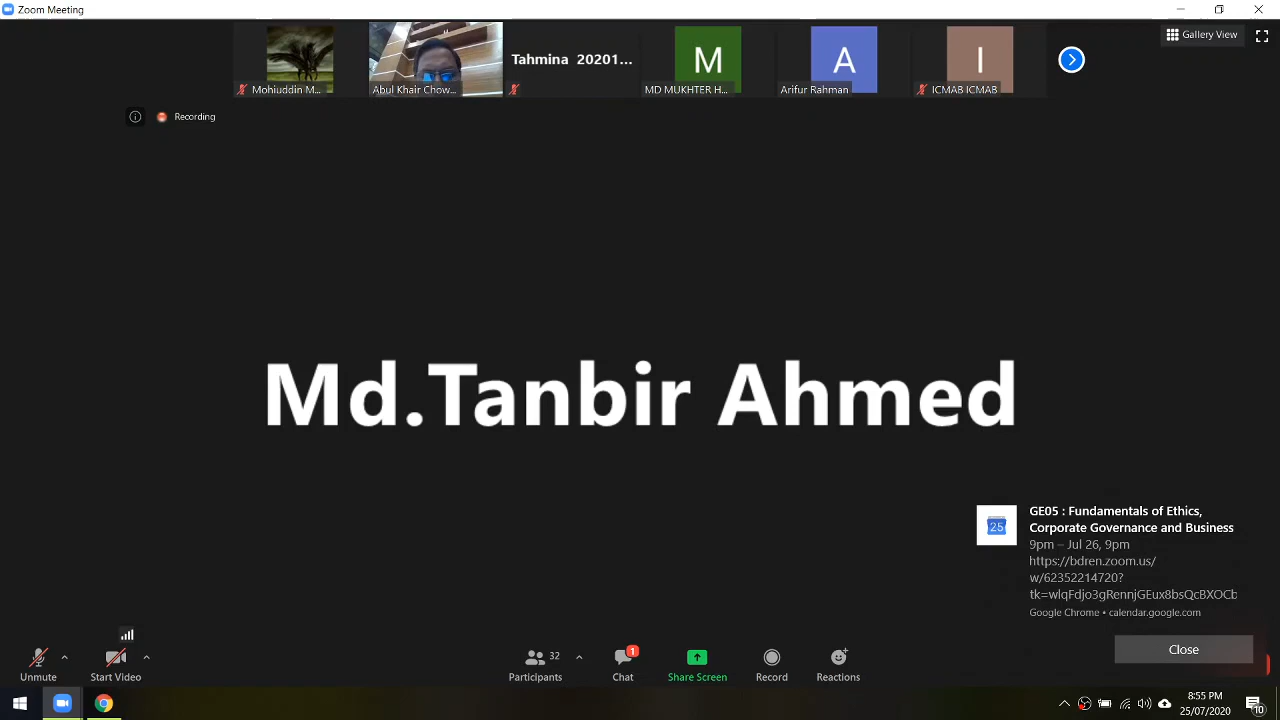 Zoom Meeting
Gallery View
Tahmina 20201...
M
A
I
Mohiuddin M...
Abul Khair Chow...
MD MUKHTER H...
Arifur Rahman
ICMAB ICMAB
Recording
Md.Tanbir Ahmed
25
GE05 : Fundamentals of Ethics,
Corporate Governance and Business
9pm – Jul 26, 9pm
https://bdren.zoom.us/
w/62352214720?
tk=wlqFdjo3gRennjGEux8bsQcBXOCb
Google Chrome • calendar.google.com
Close
Unmute
Start Video
32
Participants
1
Chat
Share Screen
Record
Reactions
8:55 PM
25/07/2020
10